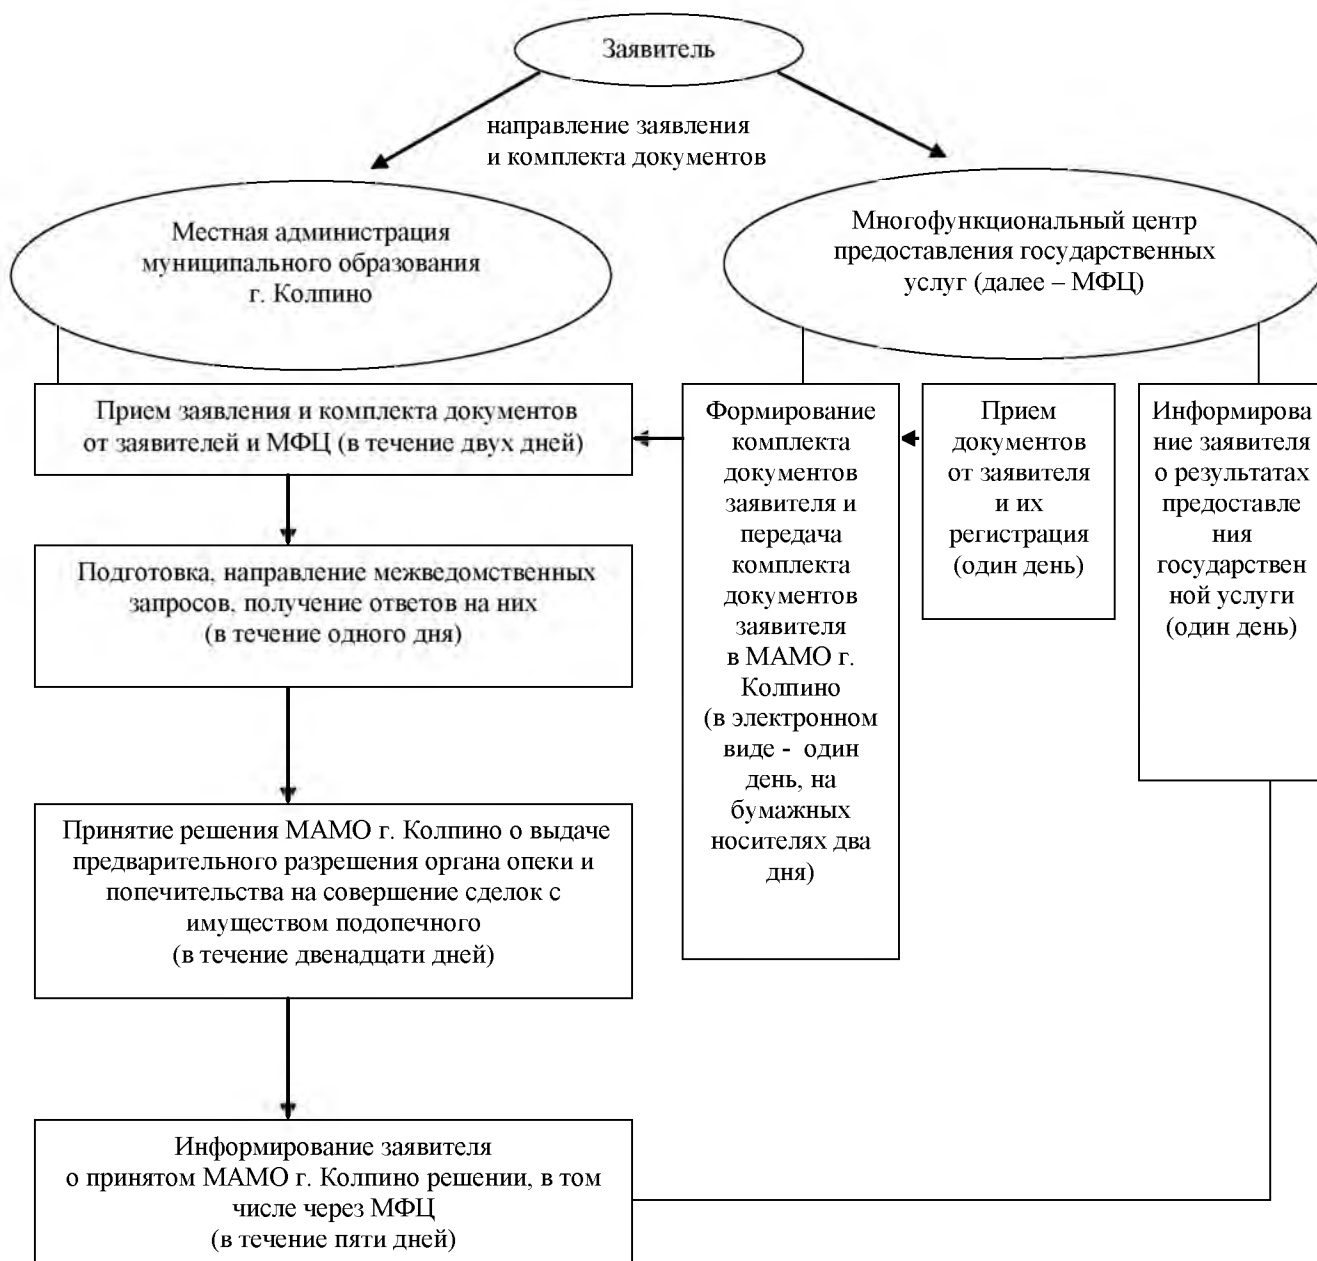 Заявитель
направление заявления
и комплекта документов
Местная администрация
муниципального образования
г. Колпино
Многофункциональный центр
предоставления государственных
услуг (далее – МФЦ)
Прием заявления и комплекта документов
от заявителей и МФЦ (в течение двух дней)
Формирование
комплекта
документов
заявителя и
передача
комплекта
документов
заявителя
в МАМО г.
Колпино
(в электронном
виде - один
день, на
бумажных
носителях два
дня)
Прием
документов
от заявителя
и их
регистрация
(один день)
Информирова
ние заявителя
о результатах
предоставле
ния
государствен
ной услуги
(один день)
Подготовка, направление межведомственных
запросов, получение ответов на них
(в течение одного дня)
Принятие решения МАМО г. Колпино о выдаче
предварительного разрешения органа опеки и
попечительства на совершение сделок с
имуществом подопечного
(в течение двенадцати дней)
Информирование заявителя
о принятом МАМО г. Колпино решении, в том
числе через МФЦ
(в течение пяти дней)